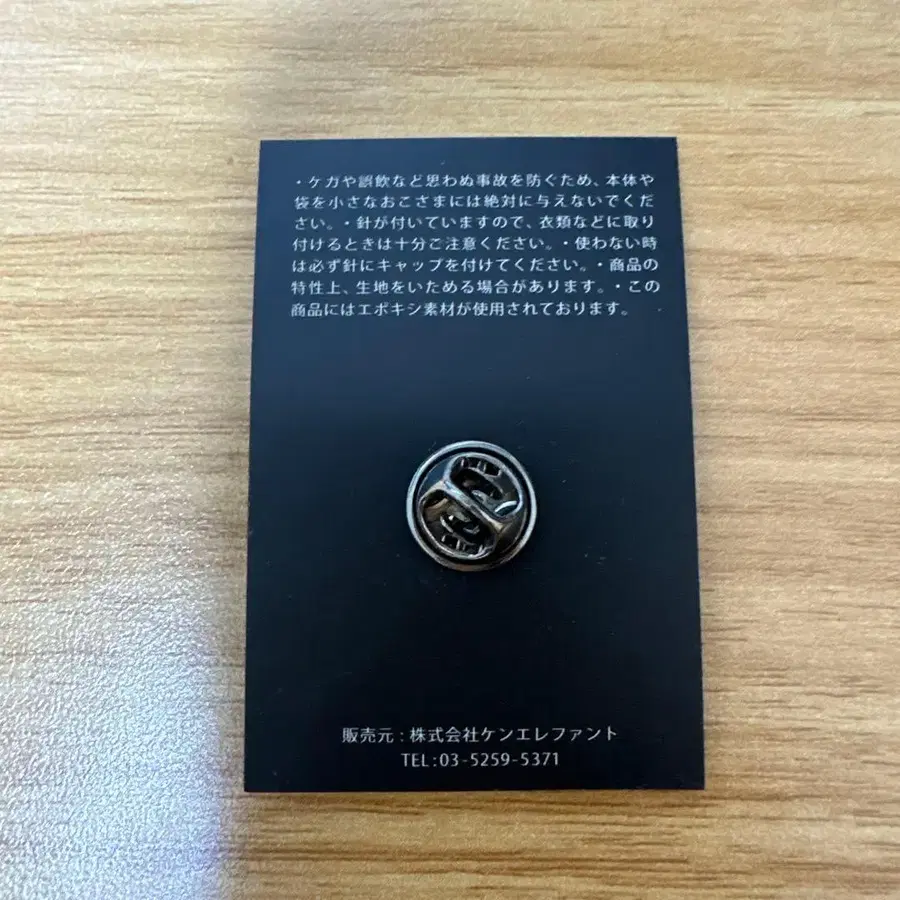 ・ケガや誤飲など思わぬ事故を防ぐため、本体や
袋を小さなおこさまには絶対に与えないでくだ
さい。・針が付いていますので、衣類などに取り
付けるときは十分ご注意ください。・使わない時
は必ず針にキャップを付けてください。・商品の
特性上、生地をいためる場合があります。・この
商品にはエポキシ素材が使用されております。
販売元：株式会社ケンエレファント
TEL:03-5259-5371